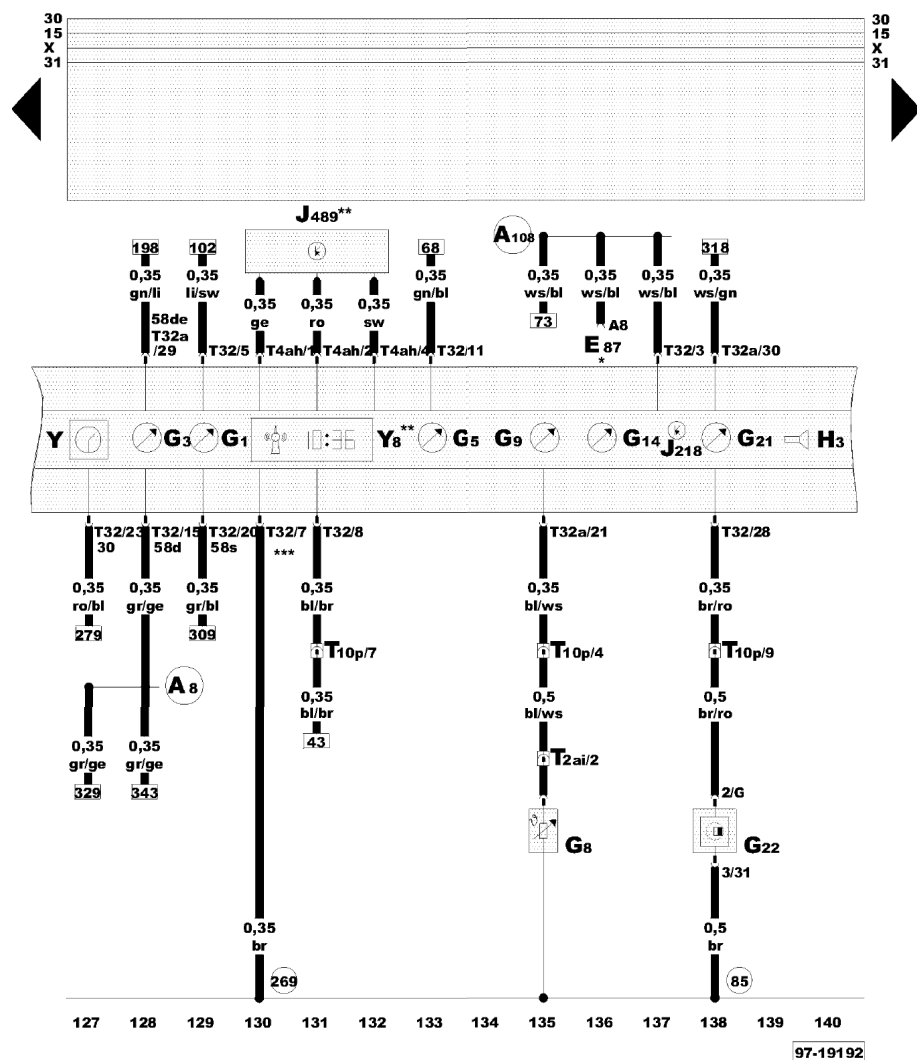 30 30
15 15
X X
31 31
J489**
A108
198 102 68 318
0,35 0,35 0,35 0,35 0,35 0,35 0,35
gn/li li/sw gn/bl ws/bl ws/bl ws/bl ws/gn
0,35 0,35 0,35
ge ro sw
73
58de
T32a
/29
A8
E87
*
T32/5 T4ah/1 T4ah/2 T4ah/4 T32/11 T32/3 T32a/30
Y G3 G1 10:36 Y8** G5 G9 G14 J218 G21 H3
T32/23 T32/15 T32/20 T32/7 T32/8 T32a/21 T32/28
30 58d 58s ***
0,35 0,35 0,35 0,35 0,35 0,35
ro/bl gr/ge gr/bl bl/br bl/ws br/ro
279 309
T10p/7 T10p/4 T10p/9
A8
0,35 0,5 0,5
bl/br bl/ws br/ro
43
0,35 0,35
gr/ge gr/ge
329 343
T2ai/2
2/G
G8 G22
3/31
0,35 0,5
br br
269 85
127 128 129 130 131 132 133 134 135 136 137 138 139 140
97-19192